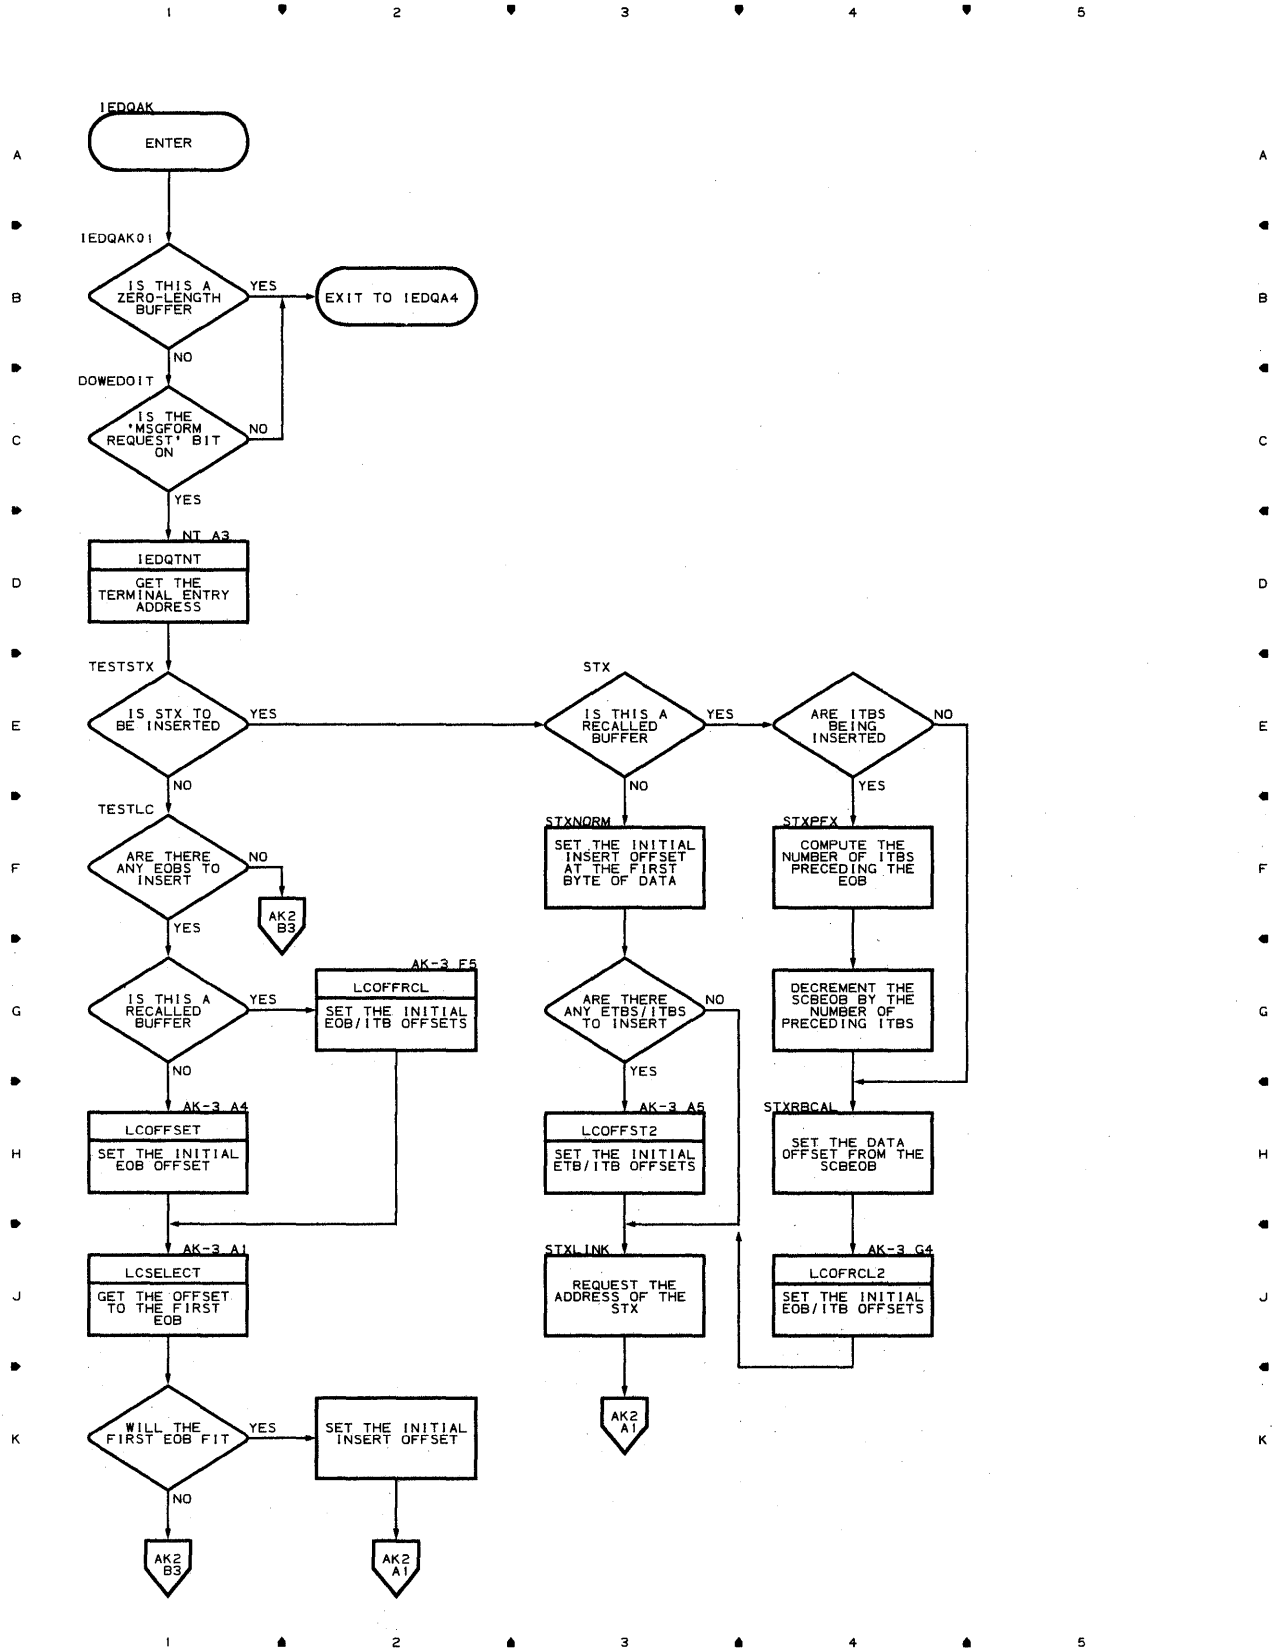 1 2 3 4 5
IEDQAK
ENTER
A A
IEDQAK01
IS THIS A
ZERO-LENGTH
BUFFER
YES
EXIT TO IEDQA4
B B
NO
DOWEDOIT
IS THE
'MSGFORM
REQUEST' BIT
ON
NO
C C
YES
NT A3
IEDQTNT
GET THE
TERMINAL ENTRY
ADDRESS
D D
TESTSTX
IS STX TO
BE INSERTED
YES
STX
IS THIS A
RECALLED
BUFFER
YES
ARE ITBS
BEING
INSERTED
NO
E E
NO
NO
YES
TESTLC
ARE THERE
ANY EOBS TO
INSERT
NO
AK2
B3
STXNORM
SET THE INITIAL
INSERT OFFSET
AT THE FIRST
BYTE OF DATA
STXPFX
COMPUTE THE
NUMBER OF ITBS
PRECEDING THE
EOB
F F
YES
IS THIS A
RECALLED
BUFFER
YES
AK-3 F5
LCOFFRCL
SET THE INITIAL
EOB/ITB OFFSETS
ARE THERE
ANY ETBS/ITBS
TO INSERT
NO
DECREMENT THE
SCBEOB BY THE
NUMBER OF
PRECEDING ITBS
G G
NO
YES
AK-3 A4
LCOFFSET
SET THE INITIAL
EOB OFFSET
AK-3 A5
LCOFFST2
SET THE INITIAL
ETB/ITB OFFSETS
STXRBCAL
SET THE DATA
OFFSET FROM THE
SCBEOB
H H
AK-3 A1
LCSELECT
GET THE OFFSET
TO THE FIRST
EOB
STXLINK
REQUEST THE
ADDRESS OF THE
STX
AK-3 G4
LCOFRCL2
SET THE INITIAL
EOB/ITB OFFSETS
J J
WILL THE
FIRST EOB FIT
YES
SET THE INITIAL
INSERT OFFSET
AK2
A1
K K
NO
AK2
B3
AK2
A1
1 2 3 4 5